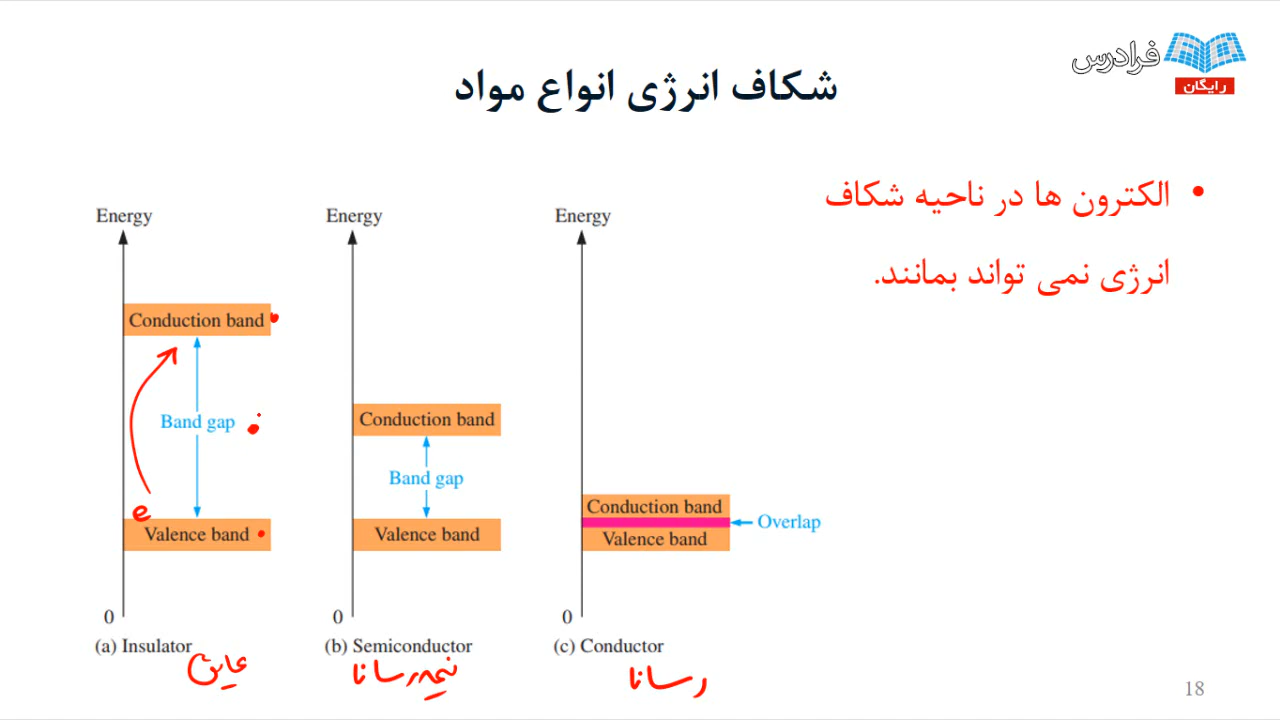 فرادرس
رایگان
شکاف انرژی انواع مواد
• الکترون ها در ناحیه شکاف
انرژی نمی تواند بمانند.
Energy
Energy
Energy
Conduction band
Band gap
e
Valence band
0
(a) Insulator
عایق
Conduction band
Band gap
Valence band
0
(b) Semiconductor
نیمه رسانا
Conduction band
Overlap
Valence band
0
(c) Conductor
رسانا
18